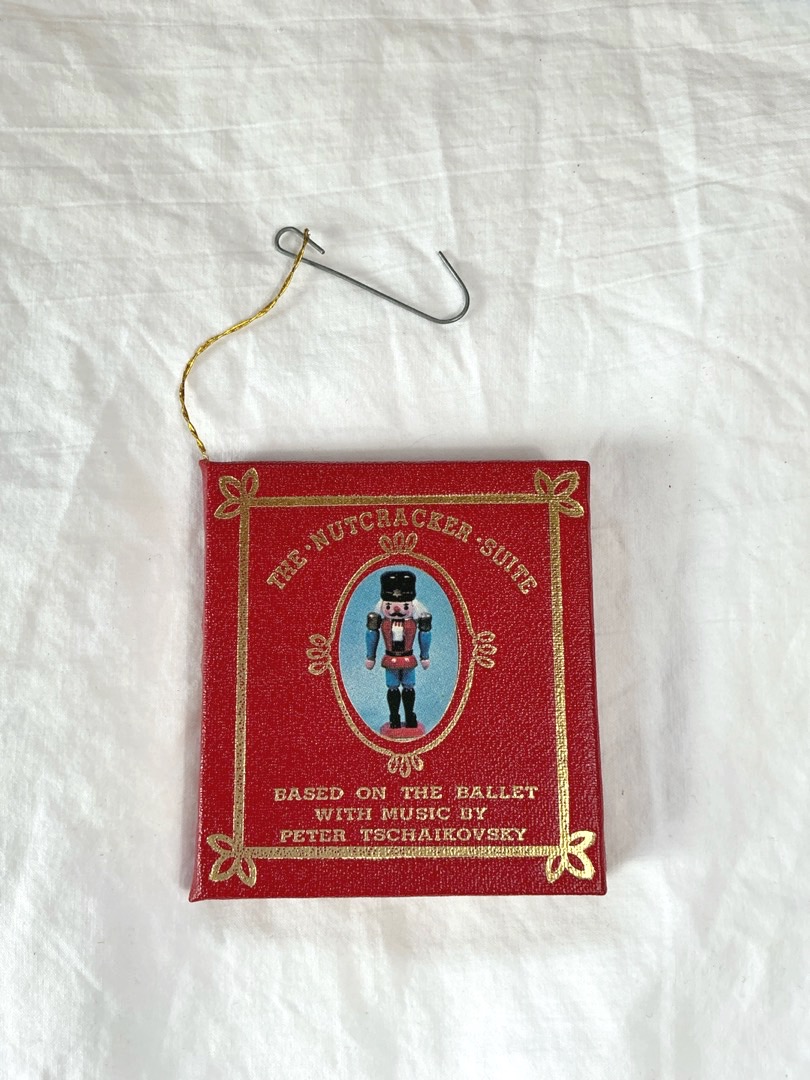 THE·NUTCRACKER·SUITE
BASED ON THE BALLET
WITH MUSIC BY
PETER TSCHAIKOVSKY